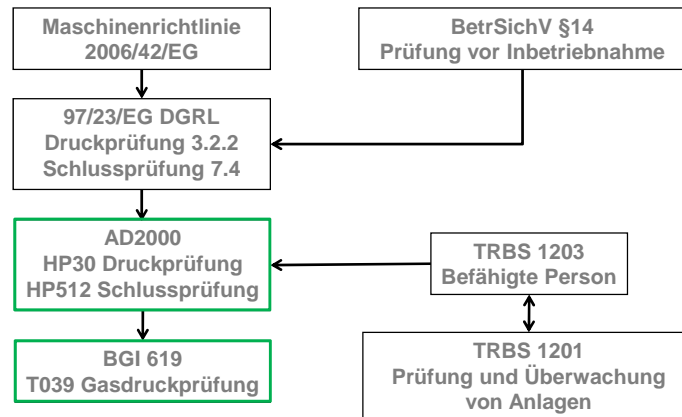 Maschinenrichtlinie
2006/42/EG
BetrSichV §14
Prüfung vor Inbetriebnahme
97/23/EG DGRL
Druckprüfung 3.2.2
Schlussprüfung 7.4
AD2000
HP30 Druckprüfung
HP512 Schlussprüfung
TRBS 1203
Befähigte Person
BGI 619
T039 Gasdruckprüfung
TRBS 1201
Prüfung und Überwachung
von Anlagen